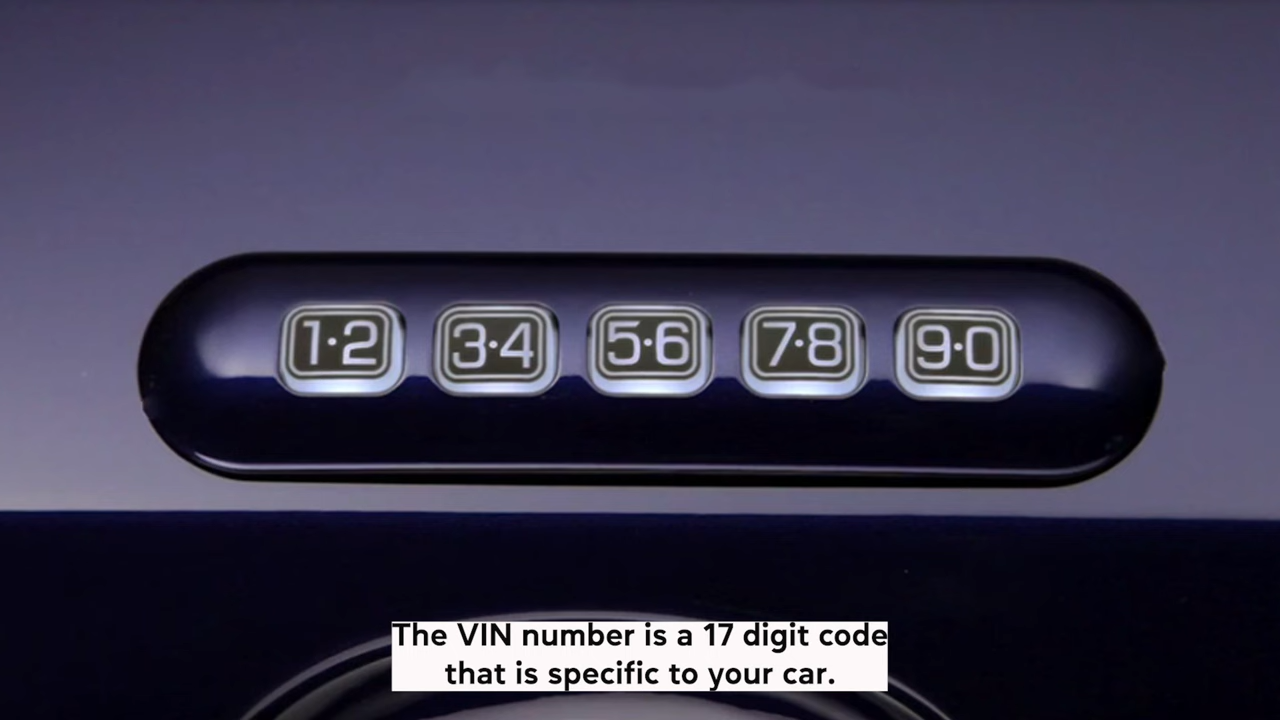 1·2 3·4 5·6 7·8 9·0
The VIN number is a 17 digit code
that is specific to your car.